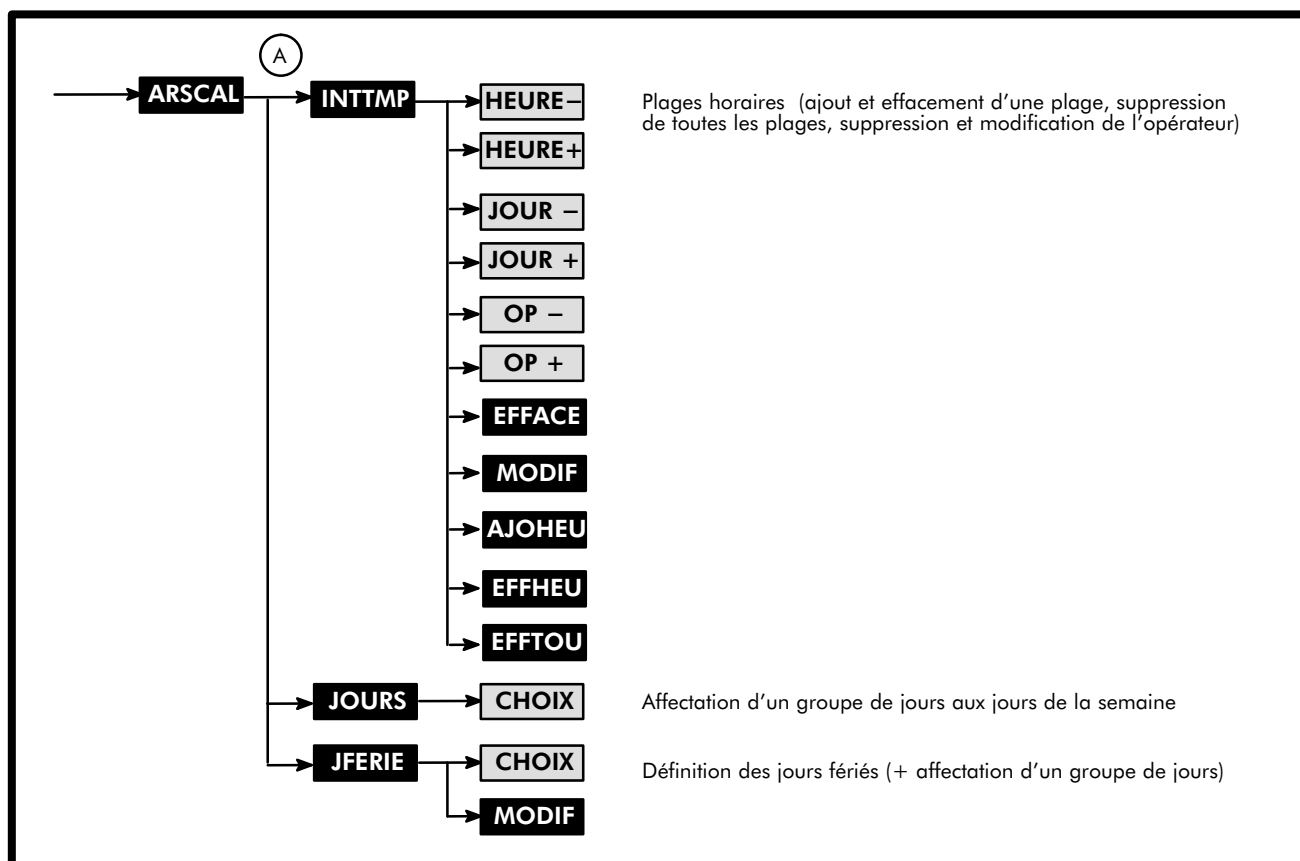 A
ARSCAL INTTMP HEURE− Plages horaires (ajout et effacement d’une plage, suppression
de toutes les plages, suppression et modification de l’opérateur)
HEURE+
JOUR −
JOUR +
OP −
OP +
EFFACE
MODIF
AJOHEU
EFFHEU
EFFTOU
JOURS CHOIX Affectation d’un groupe de jours aux jours de la semaine
JFERIE CHOIX Définition des jours fériés (+ affectation d’un groupe de jours)
MODIF